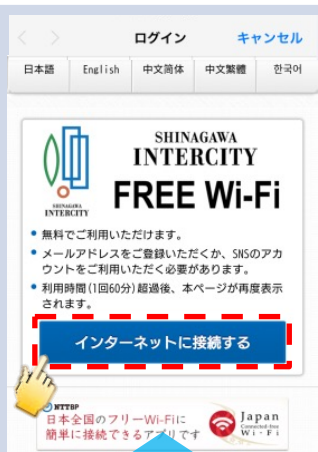 ログイン キャンセル
日本語 English 中文简体 中文繁體 한국어
SHINAGAWA
INTERCITY
FREE Wi-Fi
SHINAGAWA
INTERCITY
• 無料でご利用いただけます。
• メールアドレスをご登録いただくか、SNSのアカ
ウントをご利用いただく必要があります。
• 利用時間(1回60分)超過後、本ページが再度表示
されます。
インターネットに接続する
NTTBP
日本全国のフリーWi-Fiに
簡単に接続できるアプリです
Japan
Connected-free
Wi-Fi